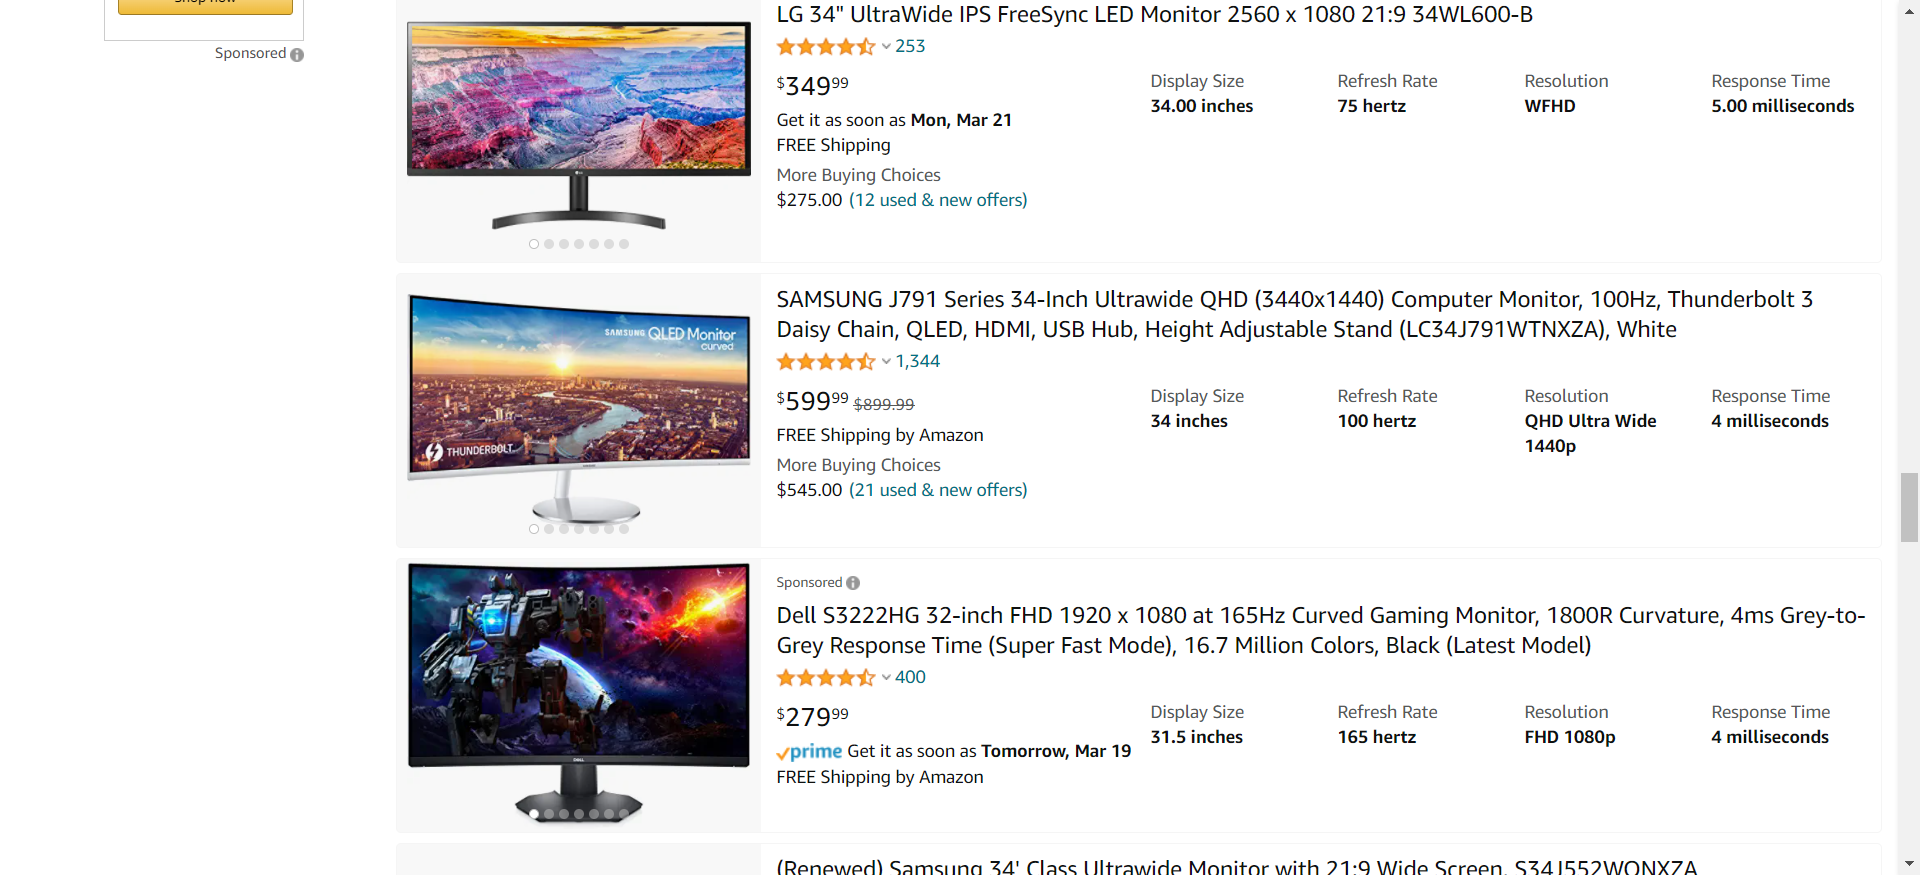 Shop now
Sponsored
LG 34" UltraWide IPS FreeSync LED Monitor 2560 x 1080 21:9 34WL600-B
253
$349.99
Get it as soon as Mon, Mar 21
FREE Shipping
More Buying Choices
$275.00 (12 used & new offers)
Display Size
34.00 inches
Refresh Rate
75 hertz
Resolution
WFHD
Response Time
5.00 milliseconds
SAMSUNG QLED Monitor
curved
THUNDERBOLT
SAMSUNG J791 Series 34-Inch Ultrawide QHD (3440x1440) Computer Monitor, 100Hz, Thunderbolt 3
Daisy Chain, QLED, HDMI, USB Hub, Height Adjustable Stand (LC34J791WTNXZA), White
1,344
$599.99 $899.99
FREE Shipping by Amazon
More Buying Choices
$545.00 (21 used & new offers)
Display Size
34 inches
Refresh Rate
100 hertz
Resolution
QHD Ultra Wide
1440p
Response Time
4 milliseconds
Sponsored
Dell S3222HG 32-inch FHD 1920 x 1080 at 165Hz Curved Gaming Monitor, 1800R Curvature, 4ms Grey-to-
Grey Response Time (Super Fast Mode), 16.7 Million Colors, Black (Latest Model)
400
$279.99
prime Get it as soon as Tomorrow, Mar 19
FREE Shipping by Amazon
Display Size
31.5 inches
Refresh Rate
165 hertz
Resolution
FHD 1080p
Response Time
4 milliseconds
(Renewed) Samsung 34' Class Ultrawide Monitor with 21:9 Wide Screen, S34J552WQNXZA